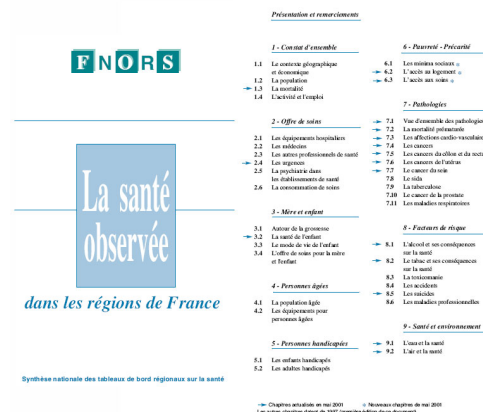 FNORS
La santé
observée
dans les régions de France
Synthèse nationale des tableaux de bord régionaux sur la santé
Présentation et remerciements
1 - Constat d'ensemble
1.1 Le contexte géographique
et économique
1.2 La population
1.3 La mortalité
1.4 L'activité et l'emploi
2 - Offre de soins
2.1 Les équipements hospitaliers
2.2 Les médecins
2.3 Les autres professionnels de santé
2.4 Les urgences
2.5 La psychiatrie dans
les établissements de santé
2.6 La consommation de soins
3 - Mère et enfant
3.1 Autour de la grossesse
3.2 La santé de l'enfant
3.3 Le mode de vie de l'enfant
3.4 L'offre de soins pour la mère
et l'enfant
4 - Personnes âgées
4.1 La population âgée
4.2 Les équipements pour
personnes âgées
5 - Personnes handicapées
5.1 Les enfants handicapés
5.2 Les adultes handicapés
6 - Pauvreté - Précarité
6.1 Les minima sociaux
6.2 L'accès au logement
6.3 L'accès aux soins
7 - Pathologies
7.1 Vue d'ensemble des pathologies
7.2 La mortalité prématurée
7.3 Les affections cardio-vasculaire
7.4 Les cancers
7.5 Les cancers du côlon et du rectu
7.6 Les cancers de l'utérus
7.7 Le cancer du sein
7.8 Le sida
7.9 La tuberculose
7.10 Le cancer de la prostate
7.11 Les maladies respiratoires
8 - Facteurs de risque
8.1 L'alcool et ses conséquences
sur la santé
8.2 Le tabac et ses conséquences
sur la santé
8.3 La toxicomanie
8.4 Les accidents
8.5 Les suicides
8.6 Les maladies professionnelles
9 - Santé et environnement
9.1 L'eau et la santé
9.2 L'air et la santé
Chapitres actualisés en mai 2001 Nouveaux chapitres de mai 2001